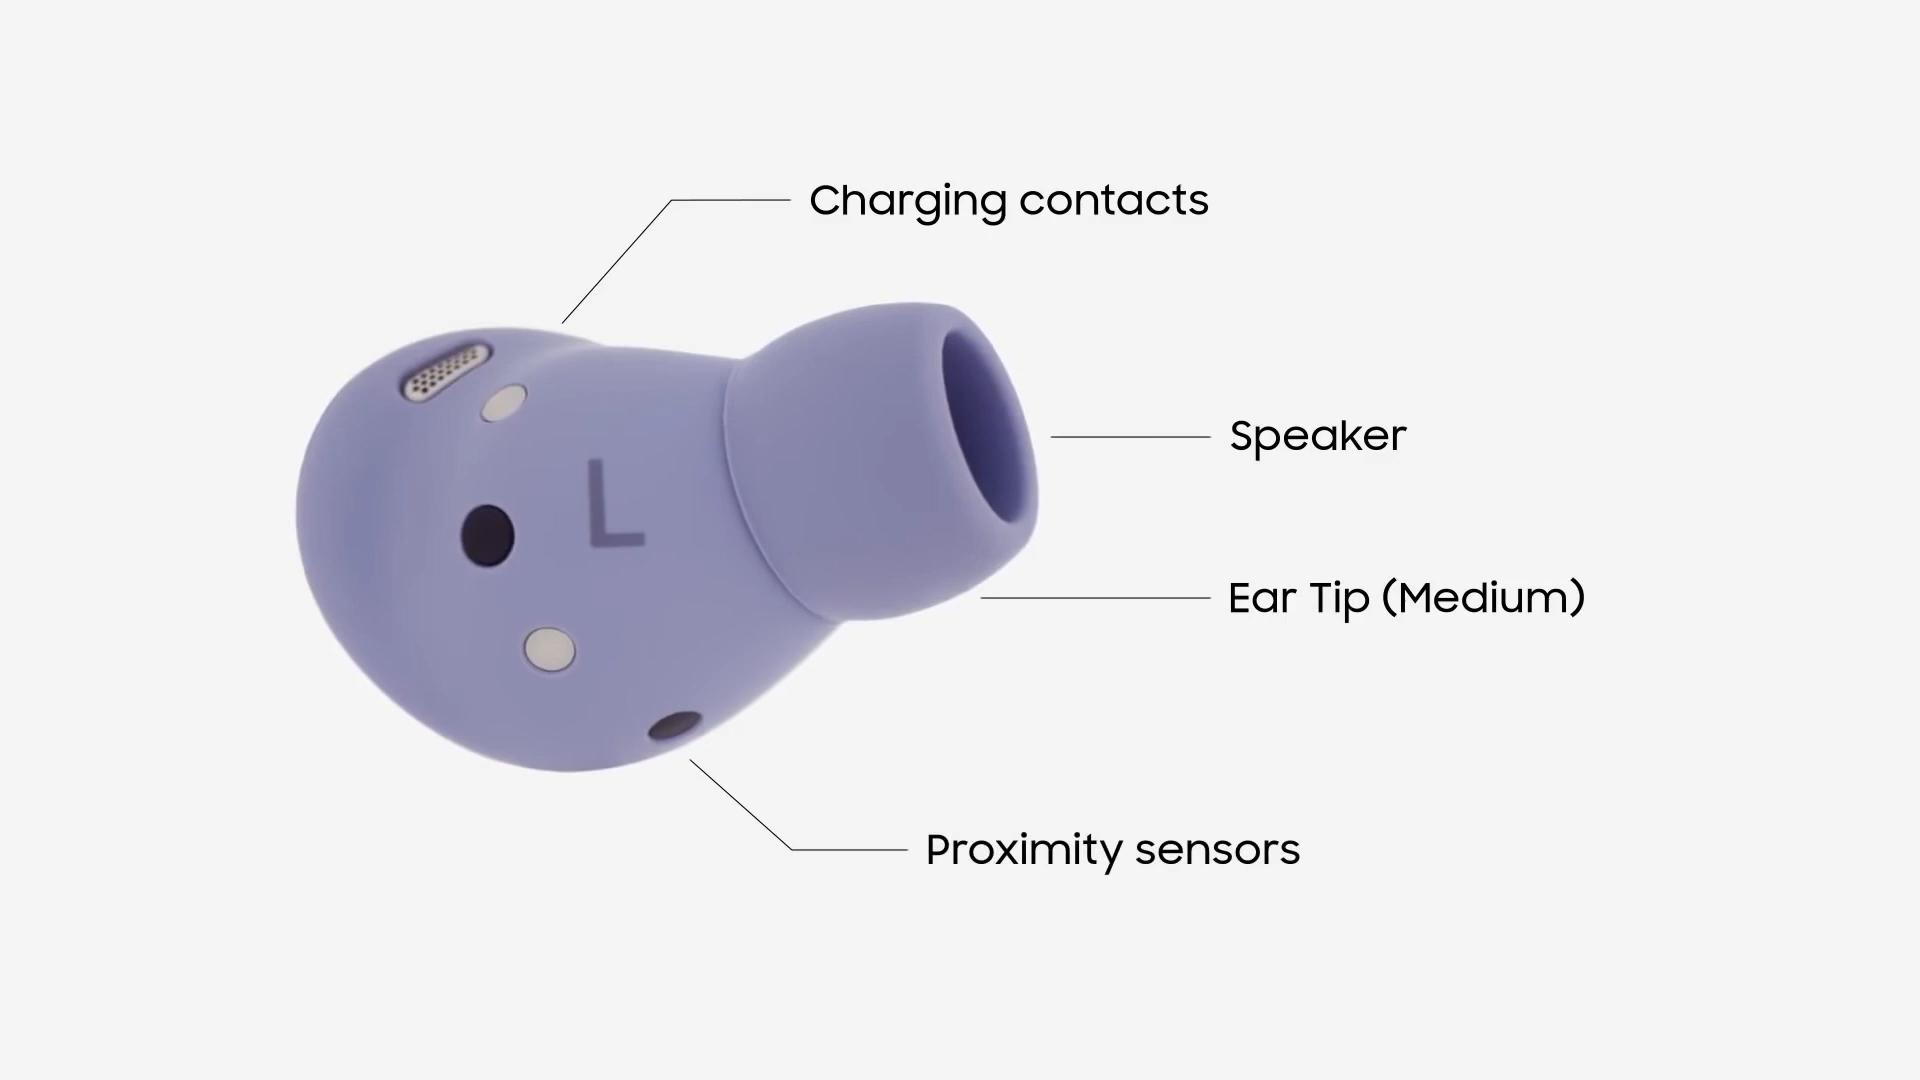 Charging contacts
Speaker
L
Ear Tip (Medium)
Proximity sensors